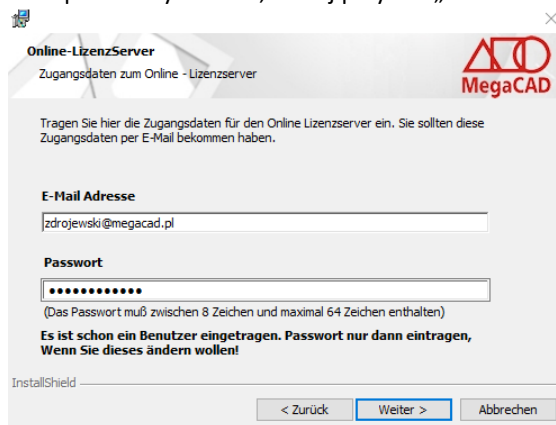 Online-LizenzServer
Zugangsdaten zum Online - Lizenzserver
MegaCAD
Tragen Sie hier die Zugangsdaten für den Online Lizenzserver ein. Sie sollten diese
Zugangsdaten per E-Mail bekommen haben.
E-Mail Adresse
zdrojewski@megacad.pl
Passwort
●●●●●●●●●●●●
(Das Passwort muß zwischen 8 Zeichen und maximal 64 Zeichen enthalten)
Es ist schon ein Benutzer eingetragen. Passwort nur dann eintragen,
Wenn Sie dieses ändern wollen!
InstallShield
< Zurück Weiter > Abbrechen